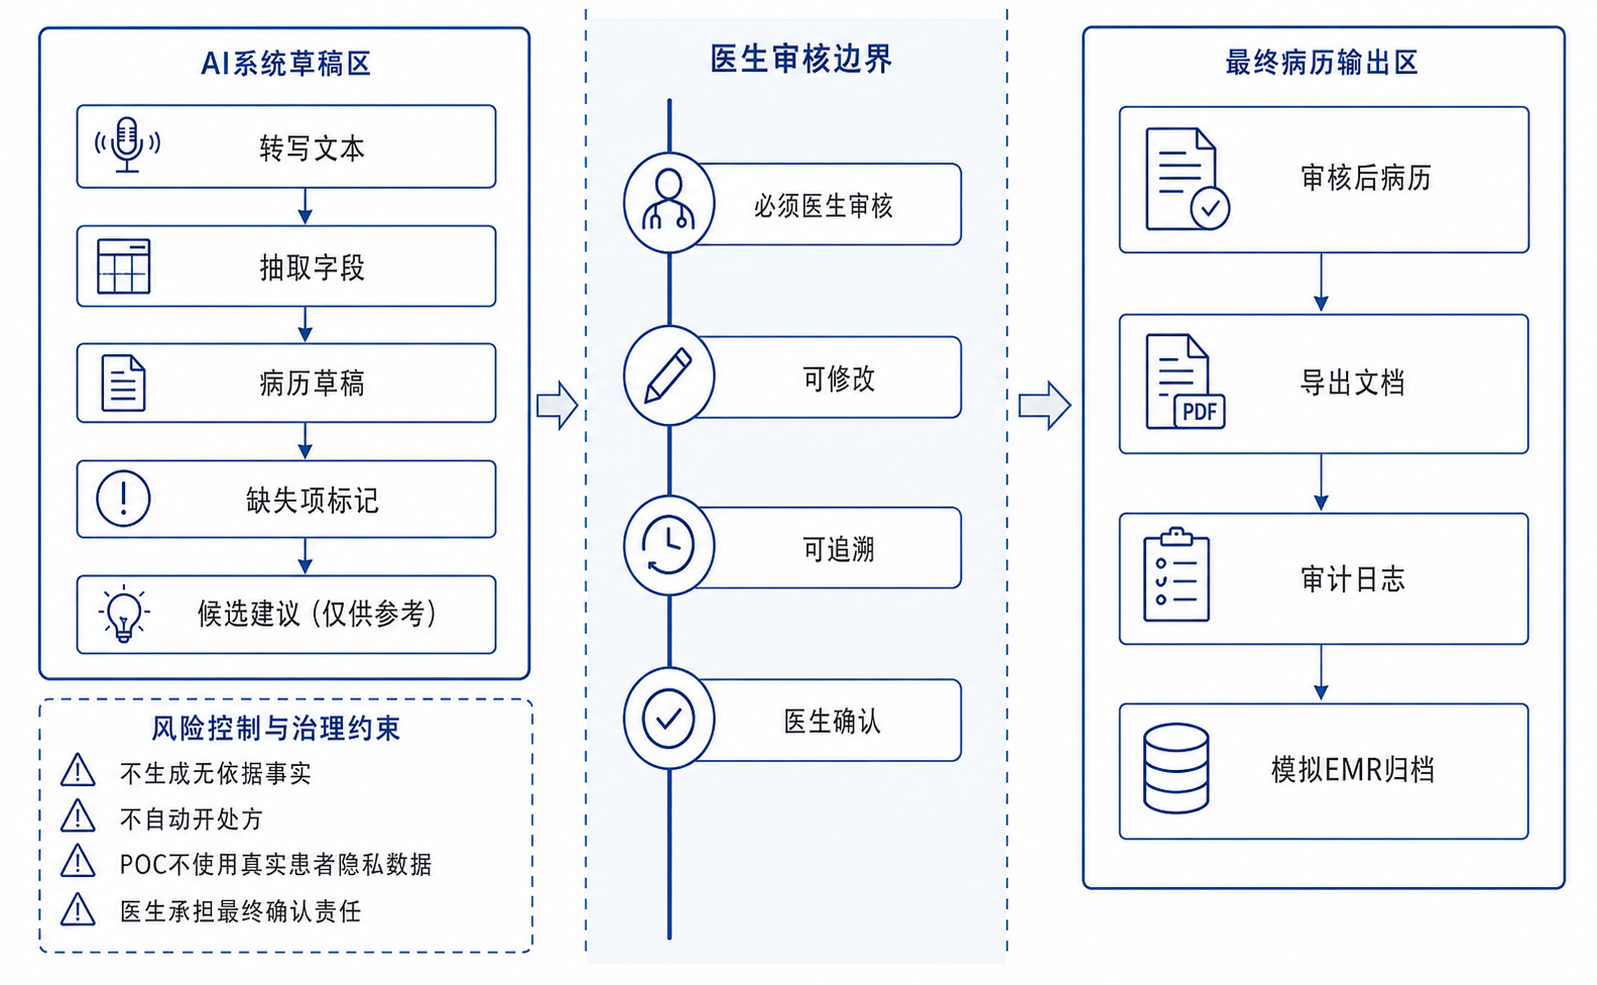 AI系统草稿区
转写文本
抽取字段
病历草稿
缺失项标记
候选建议（仅供参考）
风险控制与治理约束
不生成无依据事实
不自动开处方
POC不使用真实患者隐私数据
医生承担最终确认责任
医生审核边界
必须医生审核
可修改
可追溯
医生确认
最终病历输出区
审核后病历
导出文档
PDF
审计日志
模拟EMR归档